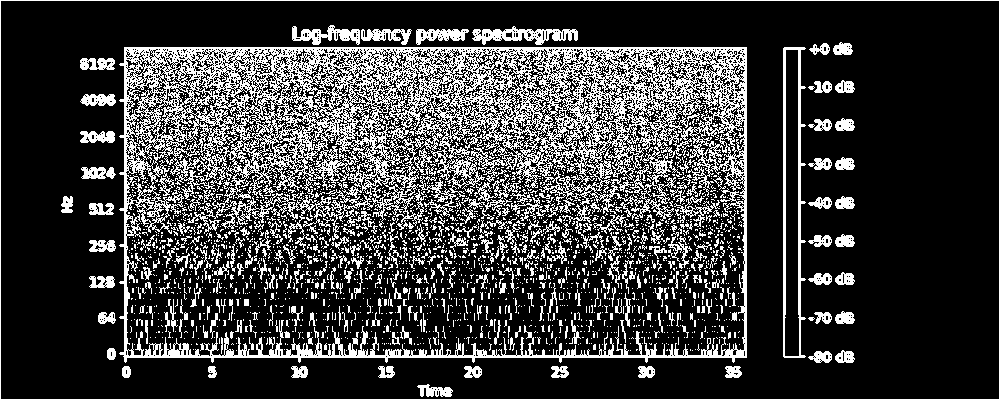 Log-frequency power spectrogram
8192
4096
2048
1024
512
256
128
64
0
Hz
0 5 10 15 20 25 30 35
Time
+0 dB
-10 dB
-20 dB
-30 dB
-40 dB
-50 dB
-60 dB
-70 dB
-80 dB